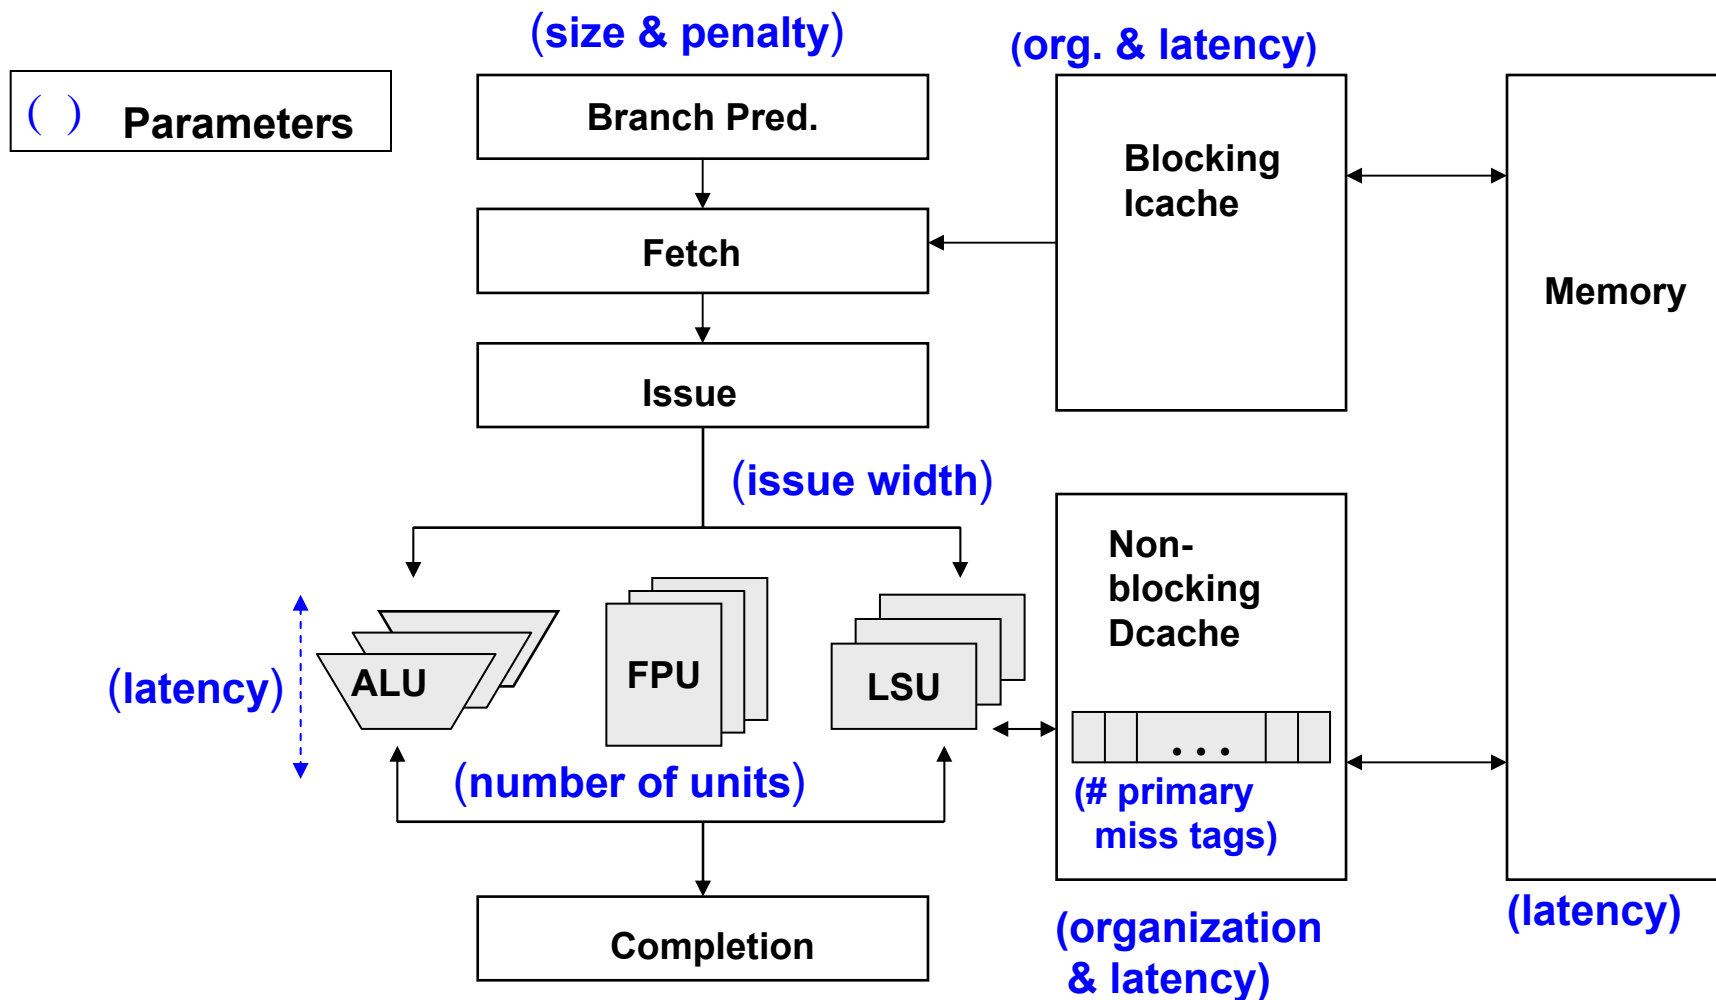 (size & penalty)
(org. & latency)
( ) Parameters
Branch Pred.
Blocking
Icache
Fetch
Memory
Issue
(issue width)
Non-
blocking
Dcache
(latency)
ALU
FPU
LSU
...
(number of units)
(# primary
miss tags)
Completion
(organization
& latency)
(latency)